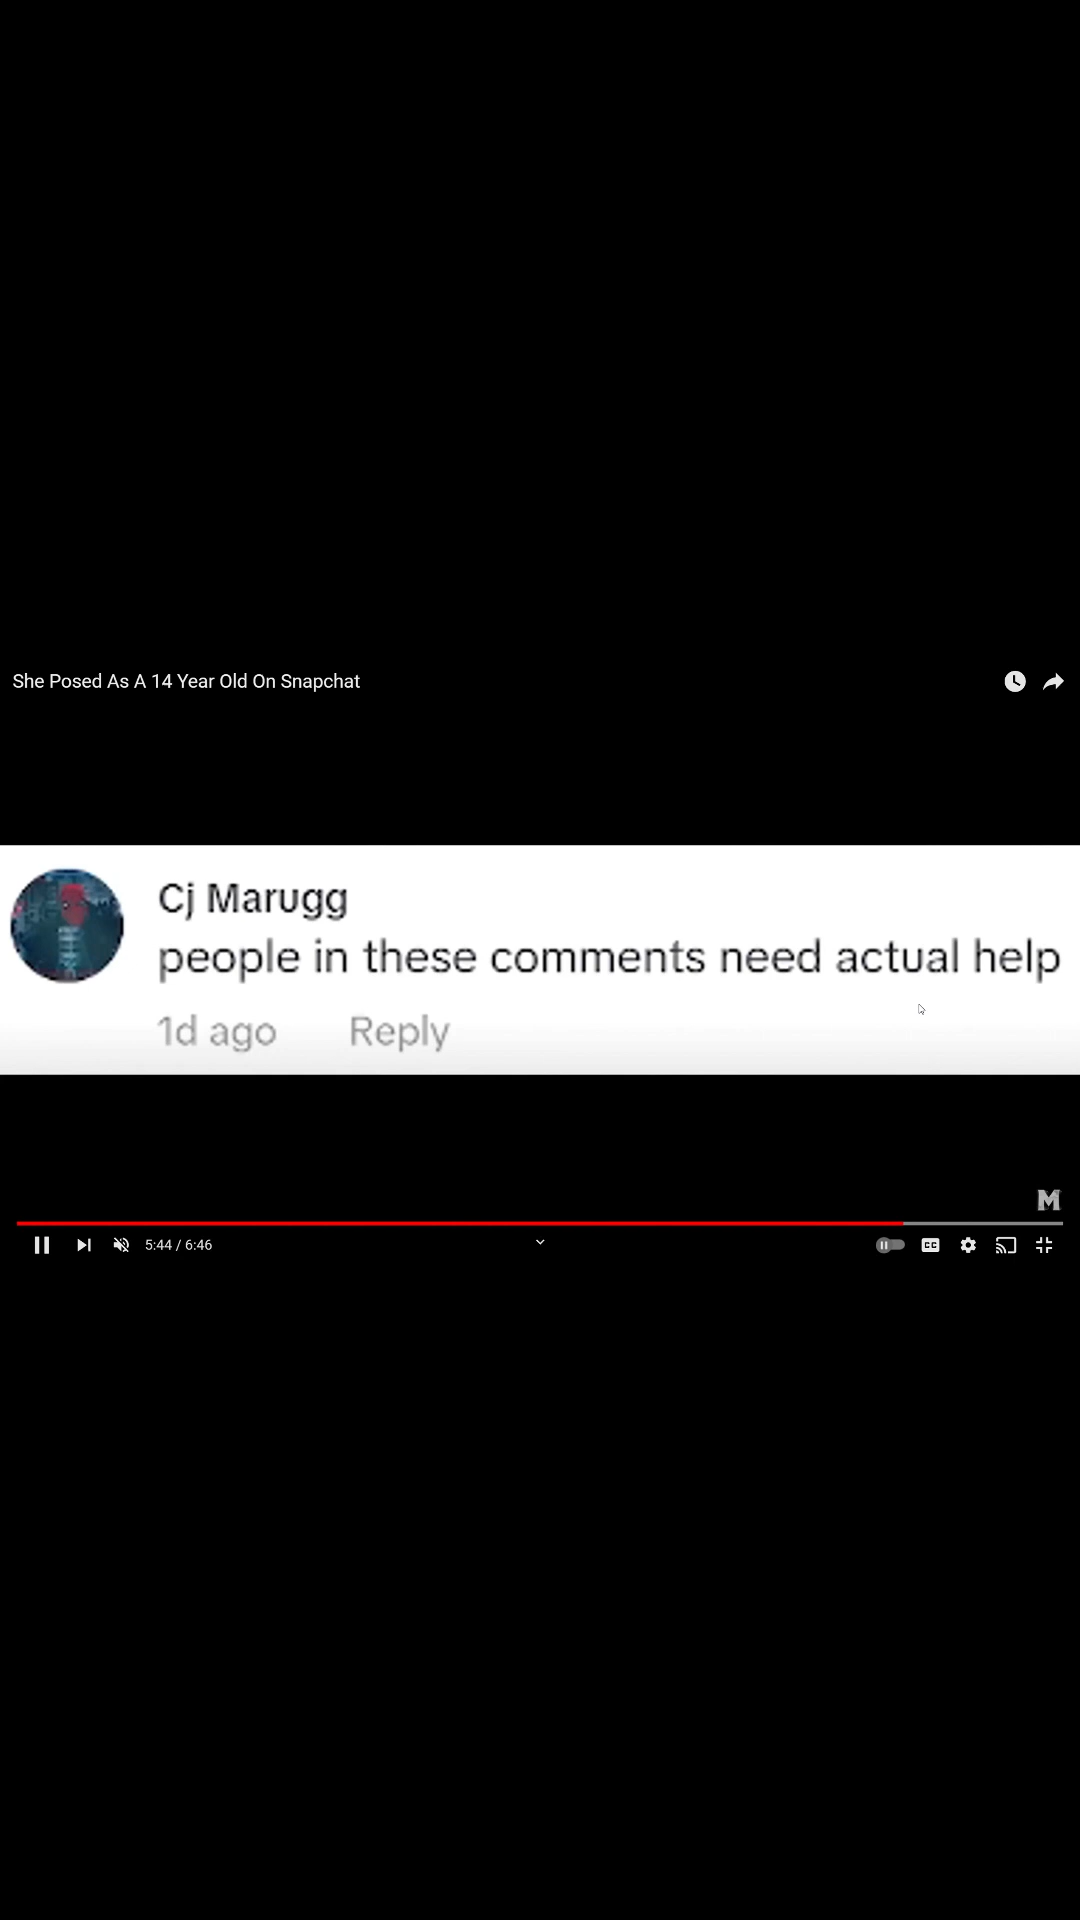 She Posed As A 14 Year Old On Snapchat
Cj Marugg
people in these comments need actual help
1d ago Reply
M
5:44 / 6:46
CC